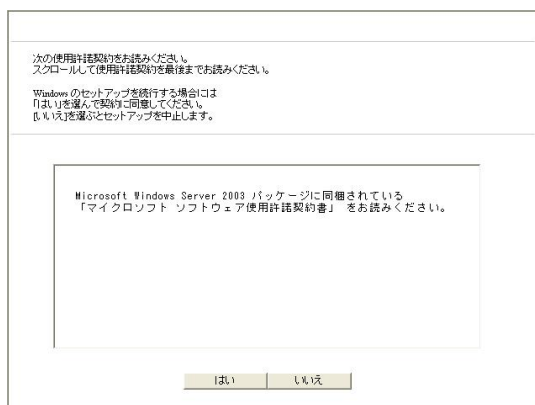 次の使用許諾契約をお読みください。
スクロールして使用許諾契約を最後までお読みください。
Windows のセットアップを続行する場合には
「はい」を選んで契約に同意してください。
[いいえ]を選ぶとセットアップを中止します。
Microsoft Windows Server 2003 パッケージに同梱されている
「マイクロソフト ソフトウェア使用許諾契約書」 をお読みください。
はい
いいえ